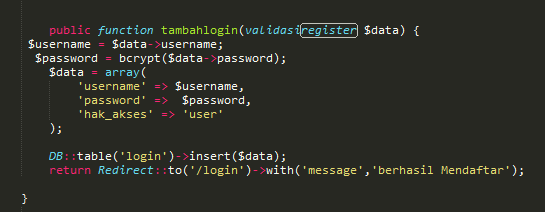 public function tambahlogin(validasiregister $data) {
$username = $data->username;
$password = bcrypt($data->password);
$data = array(
'username' => $username,
'password' =>  $password,
'hak_akses' => 'user'
);
DB::table('login')->insert($data);
return Redirect::to('/login')->with('message','berhasil Mendaftar');
}